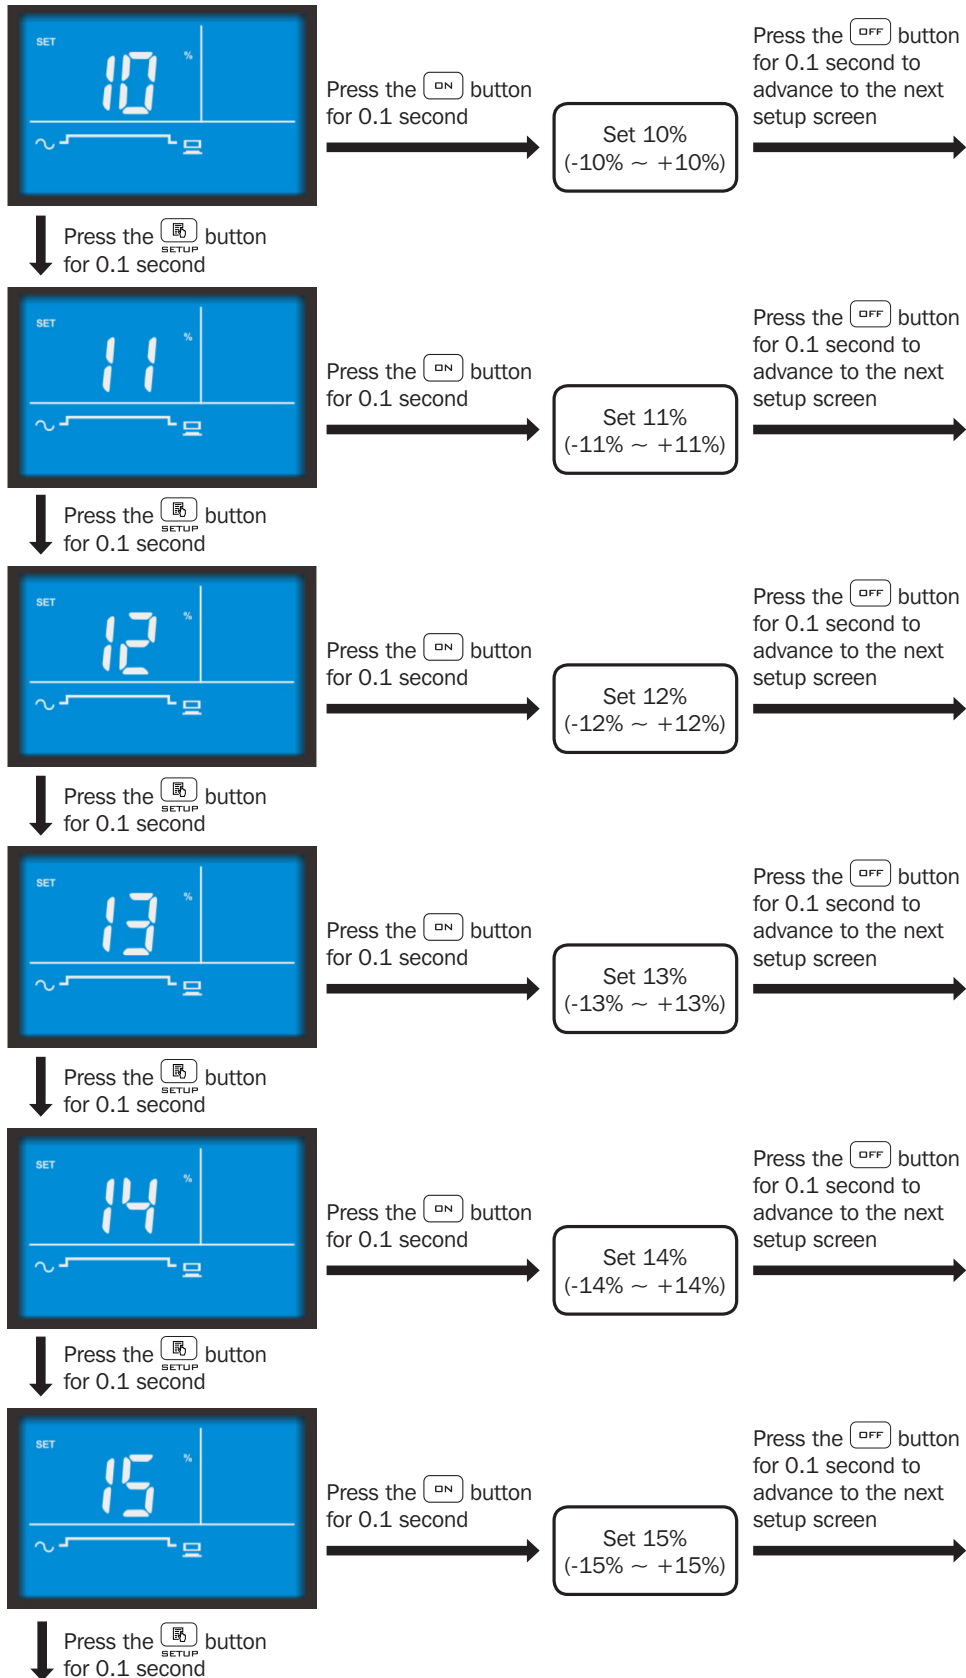 SET
10 %
Press the ON button
for 0.1 second
Set 10%
(-10% ~ +10%)
Press the OFF button
for 0.1 second to
advance to the next
setup screen
Press the SETUP button
for 0.1 second
SET
11 %
Press the ON button
for 0.1 second
Set 11%
(-11% ~ +11%)
Press the OFF button
for 0.1 second to
advance to the next
setup screen
Press the SETUP button
for 0.1 second
SET
12 %
Press the ON button
for 0.1 second
Set 12%
(-12% ~ +12%)
Press the OFF button
for 0.1 second to
advance to the next
setup screen
Press the SETUP button
for 0.1 second
SET
13 %
Press the ON button
for 0.1 second
Set 13%
(-13% ~ +13%)
Press the OFF button
for 0.1 second to
advance to the next
setup screen
Press the SETUP button
for 0.1 second
SET
14 %
Press the ON button
for 0.1 second
Set 14%
(-14% ~ +14%)
Press the OFF button
for 0.1 second to
advance to the next
setup screen
Press the SETUP button
for 0.1 second
SET
15 %
Press the ON button
for 0.1 second
Set 15%
(-15% ~ +15%)
Press the OFF button
for 0.1 second to
advance to the next
setup screen
Press the SETUP button
for 0.1 second